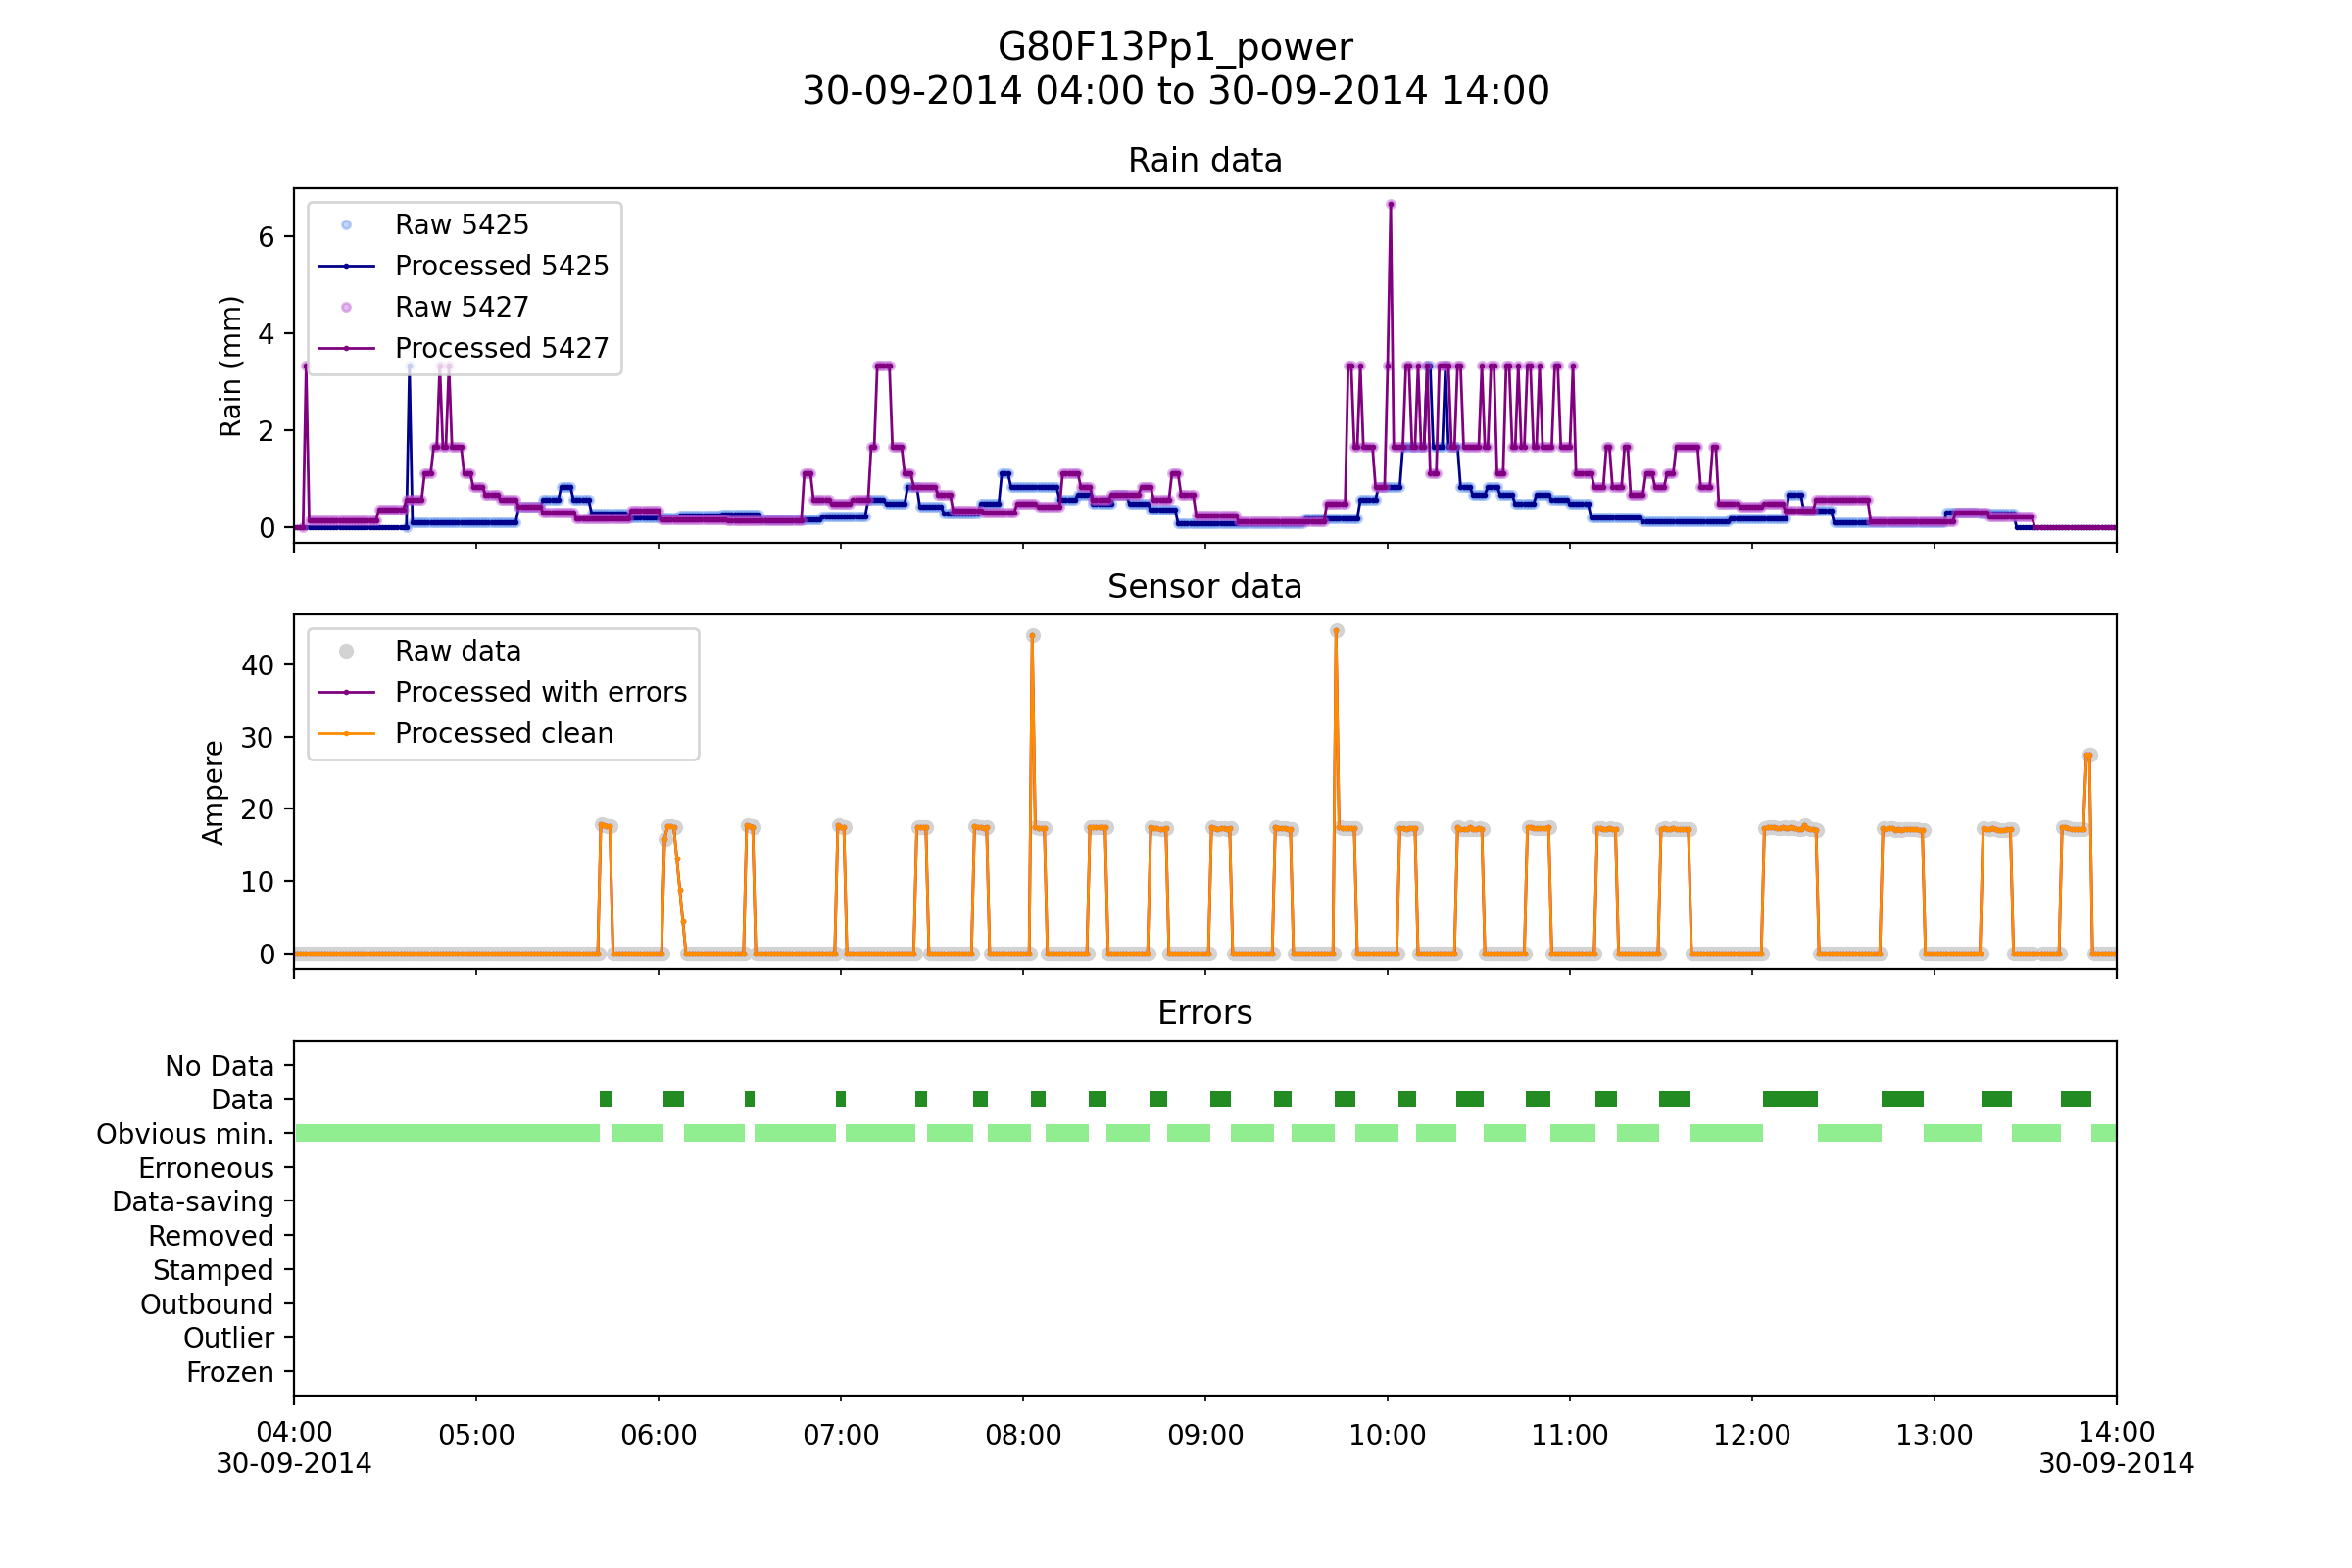 G80F13Pp1_power
30-09-2014 04:00 to 30-09-2014 14:00
Rain data
Rain (mm)
6
4
2
0
Raw 5425
Processed 5425
Raw 5427
Processed 5427
Sensor data
Ampere
40
30
20
10
0
Raw data
Processed with errors
Processed clean
Errors
No Data
Data
Obvious min.
Erroneous
Data-saving
Removed
Stamped
Outbound
Outlier
Frozen
04:00 05:00 06:00 07:00 08:00 09:00 10:00 11:00 12:00 13:00 14:00
30-09-2014 30-09-2014